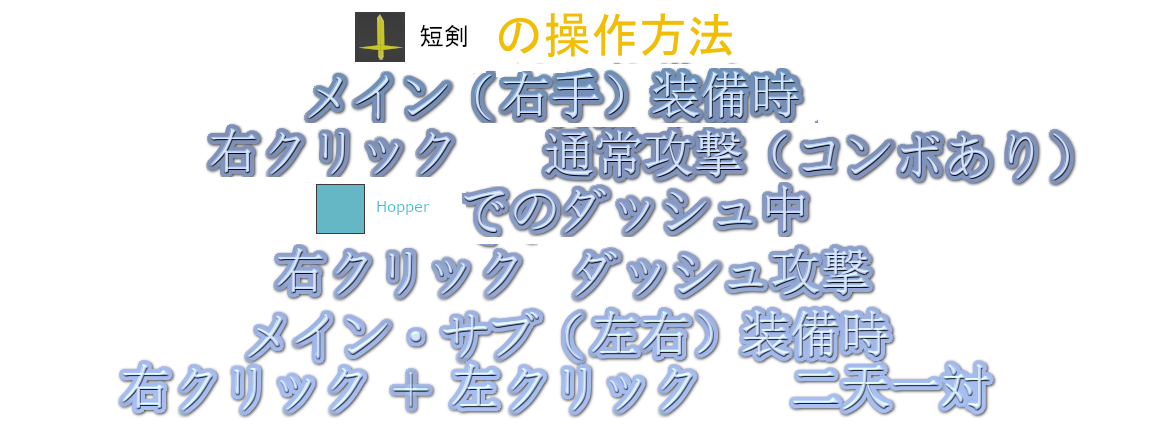 短剣 の操作方法
メイン（右手）装備時
右クリック　通常攻撃（コンボあり）
Hopper でのダッシュ中
右クリック　ダッシュ攻撃
メイン・サブ（左右）装備時
右クリック＋左クリック　二天一対